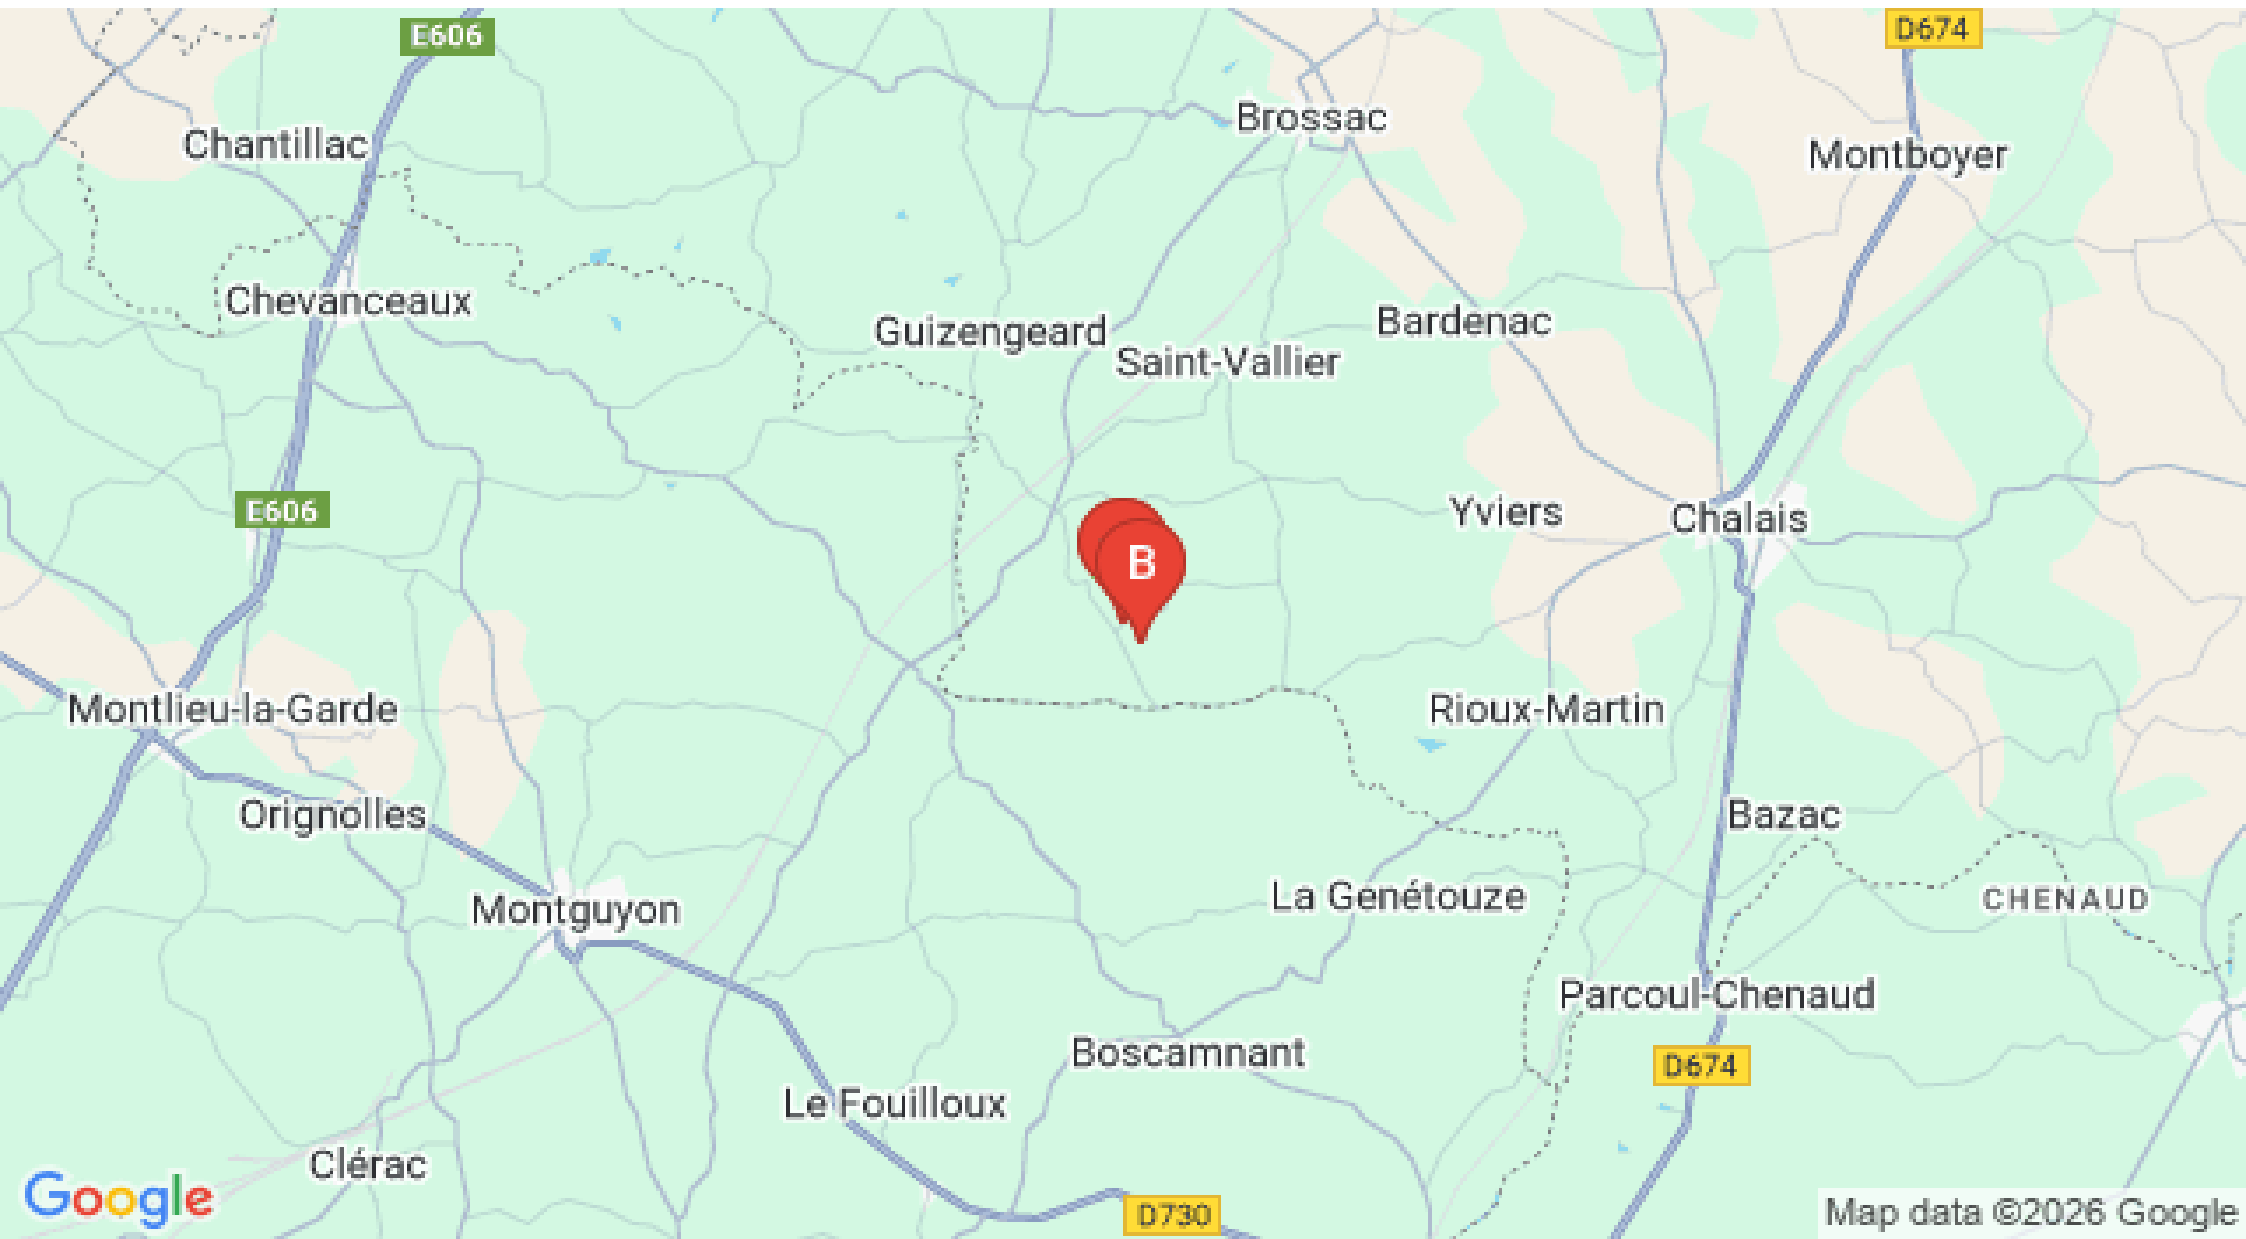 E606
D674
Brossac
Chantillac
Montboyer
Chevanceaux
Guizengeard
Bardenac
Saint-Vallier
E606
Yviers
Chalais
B
Montlieu-la-Garde
Rioux-Martin
Orignolles
Bazac
Montguyon
La Genétouze
CHENAUD
Parcoul-Chenaud
Boscamnant
D674
Le Fouilloux
Clérac
Google
D730
Map data ©2026 Google